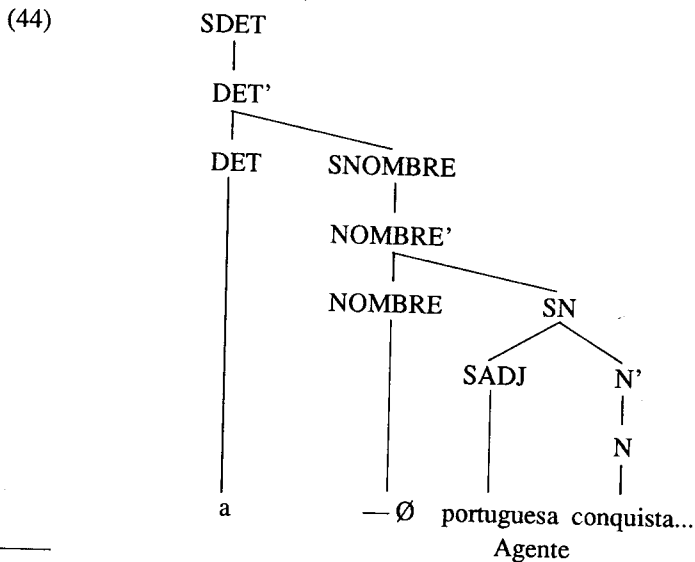 (44) SDET
DET'
DET SNOMBRE
NOMBRE'
NOMBRE SN
SADJ N'
N
a —Ø portuguesa conquista...
Agente